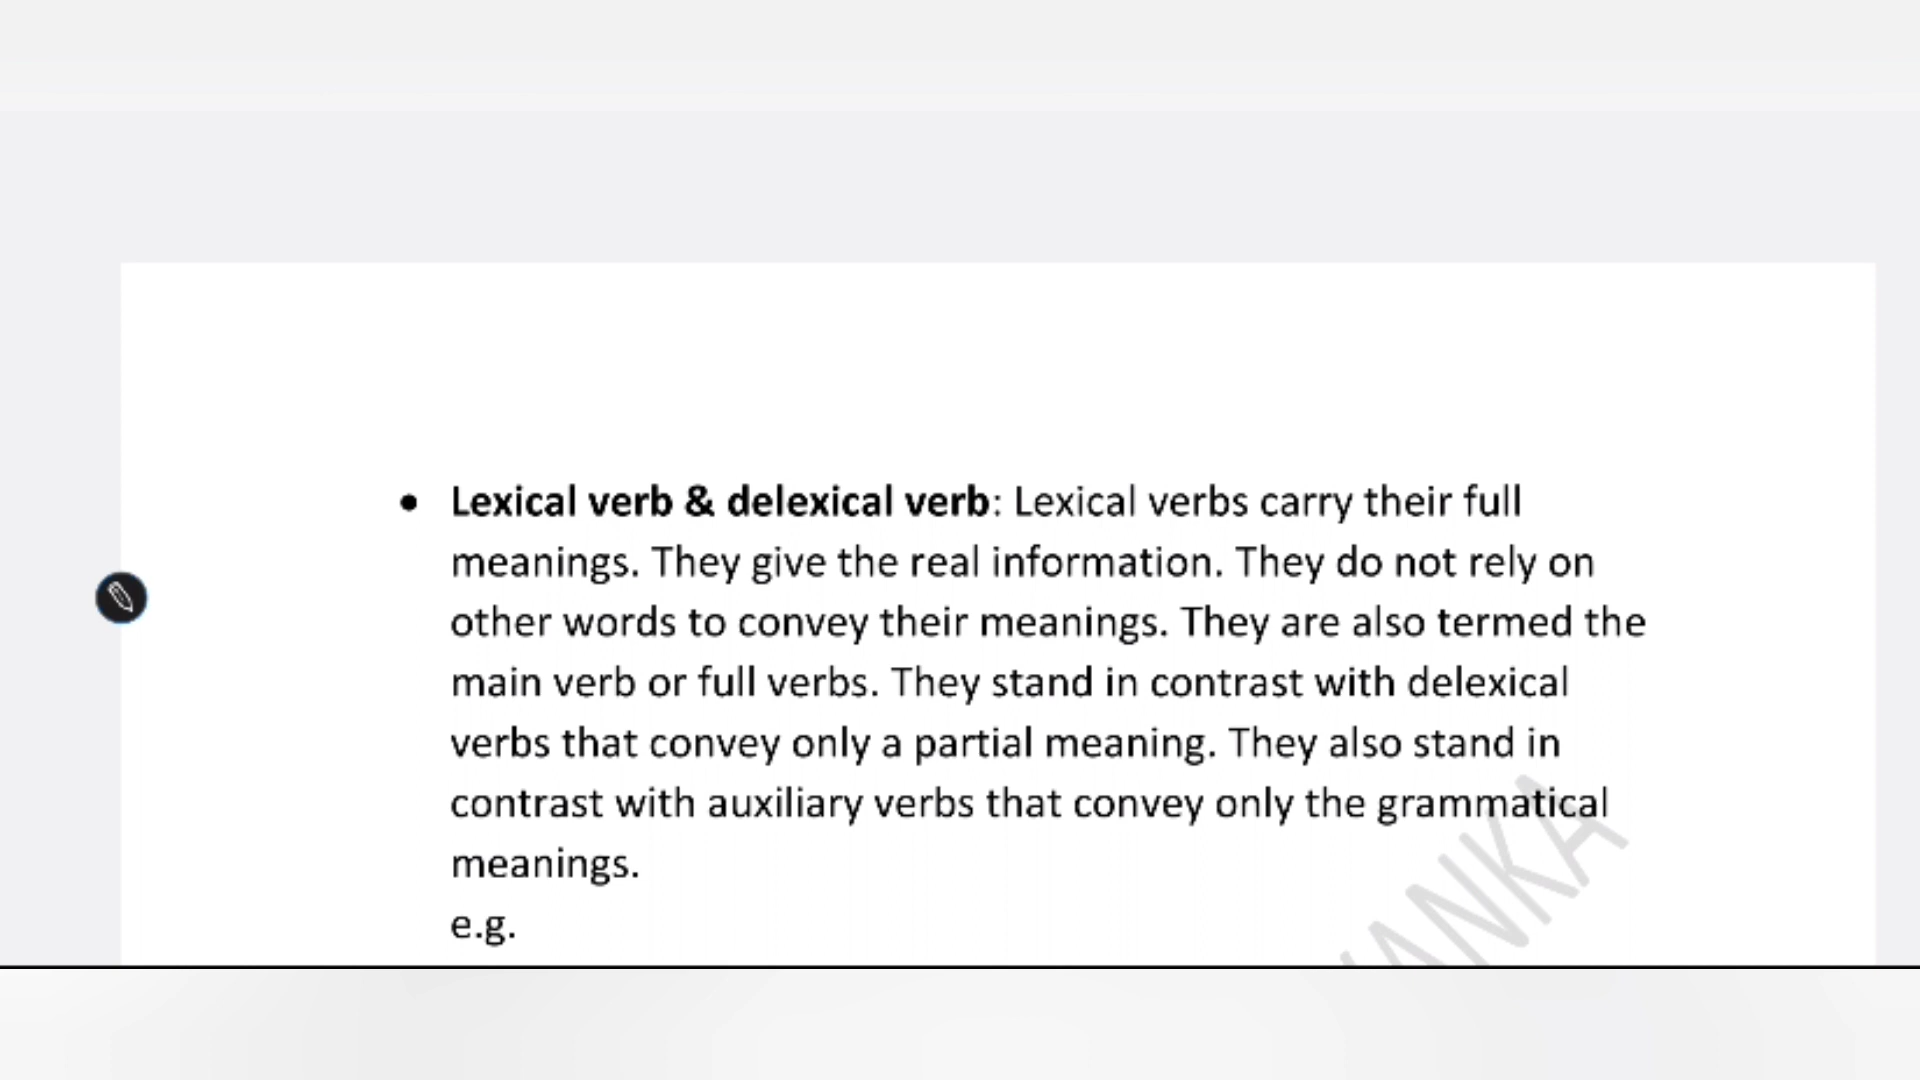 • Lexical verb & delexical verb: Lexical verbs carry their full
meanings. They give the real information. They do not rely on
other words to convey their meanings. They are also termed the
main verb or full verbs. They stand in contrast with delexical
verbs that convey only a partial meaning. They also stand in
contrast with auxiliary verbs that convey only the grammatical
meanings.
e.g.